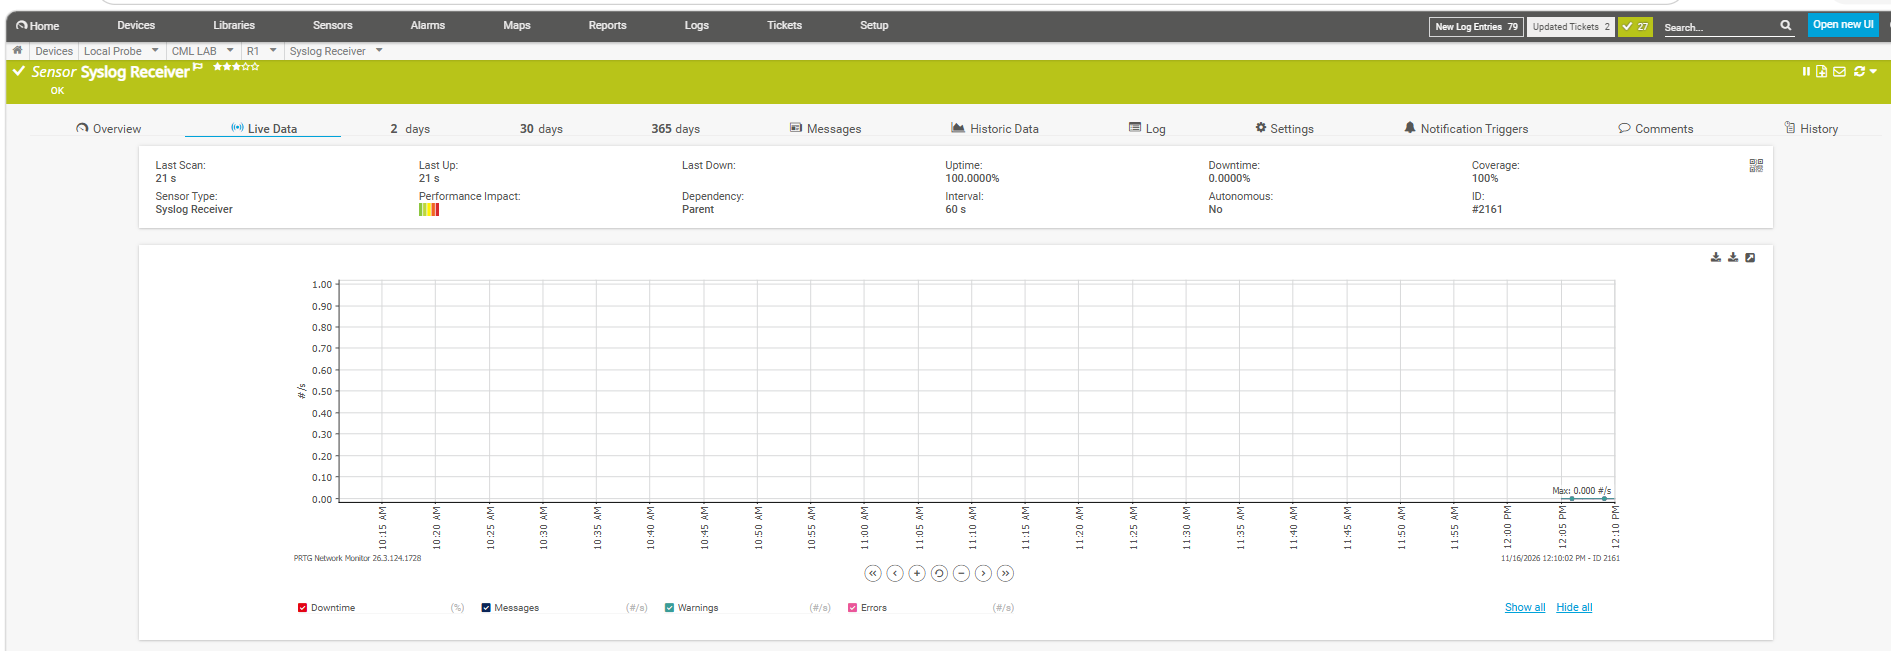 Home Devices Libraries Sensors Alarms Maps Reports Logs Tickets Setup New Log Entries 79 Updated Tickets 2 27 Search... Open new UI
Devices Local Probe CML LAB R1 Syslog Receiver
Sensor Syslog Receiver
OK
Overview Live Data 2 days 30 days 365 days Messages Historic Data Log Settings Notification Triggers Comments History
Last Scan: Last Up: Last Down: Uptime: Downtime: Coverage:
21 s 21 s 100.0000% 0.0000% 100%
Sensor Type: Performance Impact: Dependency: Interval: Autonomous: ID:
Syslog Receiver Parent 60 s No #2161
1.00
0.90
0.80
0.70
0.60
0.50
#/s
0.40
0.30
0.20
0.10
Max: 0.000 #/s
0.00
10:15 AM 10:20 AM 10:25 AM 10:30 AM 10:35 AM 10:40 AM 10:45 AM 10:50 AM 10:55 AM 11:00 AM 11:05 AM 11:10 AM 11:15 AM 11:20 AM 11:25 AM 11:30 AM 11:35 AM 11:40 AM 11:45 AM 11:50 AM 11:55 AM 12:00 PM 12:05 PM 12:10 PM
PRTG Network Monitor 26.3.124.1728 11/16/2026 12:10:02 PM - ID 2161
Downtime (%) Messages (#/s) Warnings (#/s) Errors (#/s) Show all Hide all